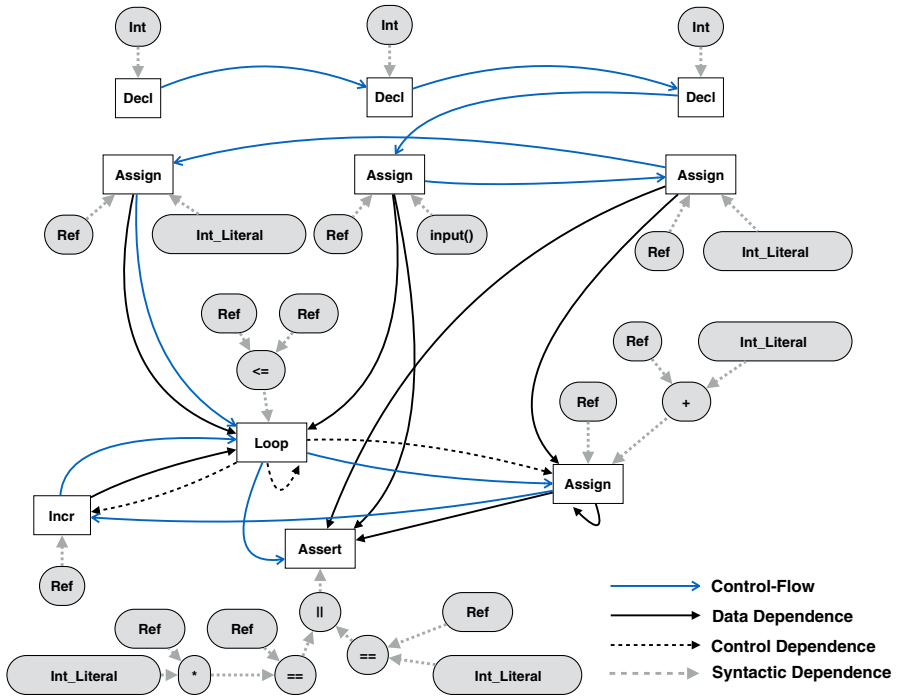 Int
Int
Int
Decl
Decl
Decl
Assign
Assign
Assign
Ref
Int_Literal
Ref
input()
Ref
Int_Literal
Ref
Ref
Ref
Int_Literal
<=
Ref
+
Loop
Assign
Incr
Assert
Ref
Control-Flow
||
Ref
Data Dependence
Ref
Ref
Control Dependence
==
Int_Literal
*
==
Int_Literal
Syntactic Dependence